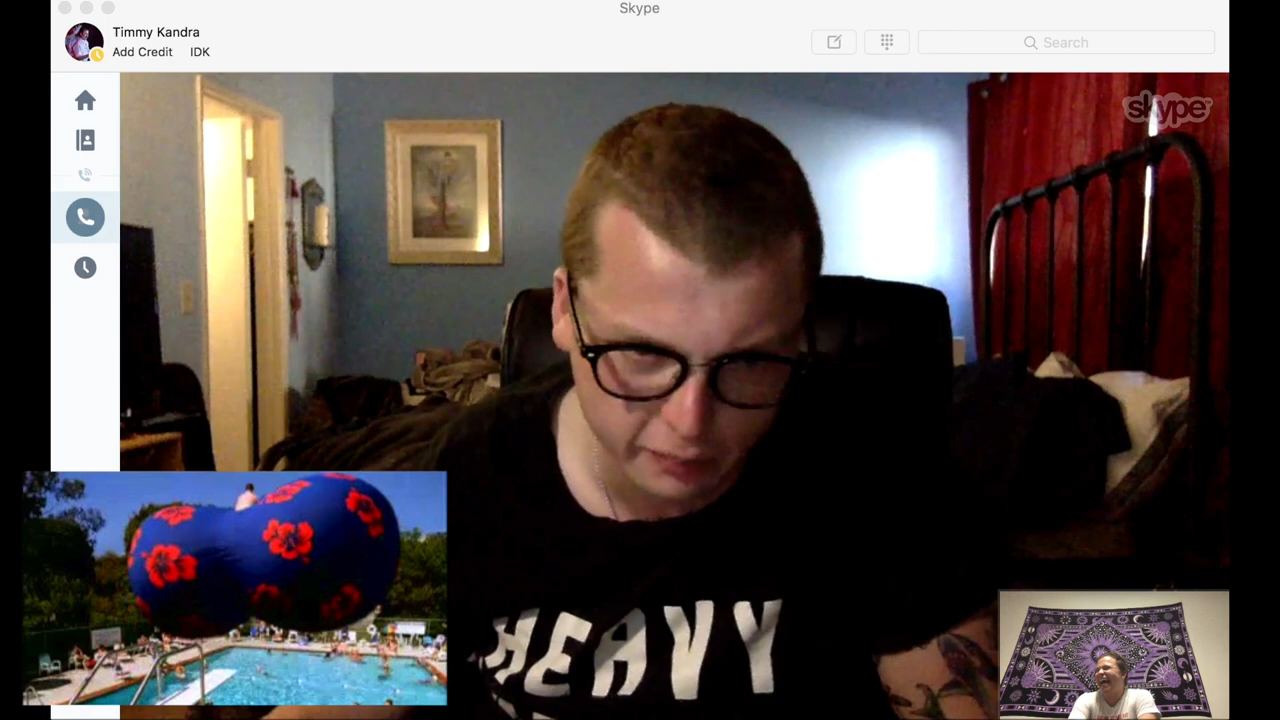 Skype
Timmy Kandra
Add Credit
IDK
Search
skype
HEAVY